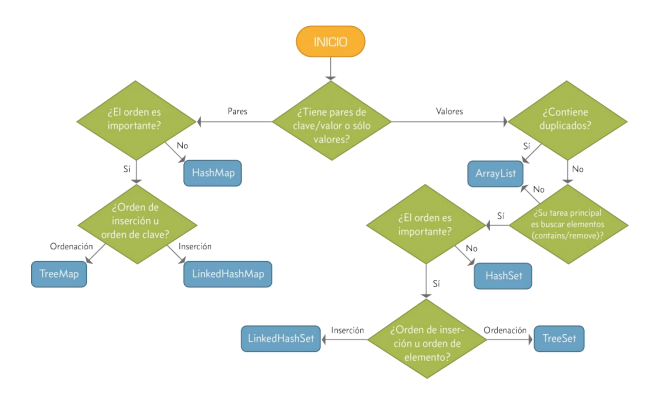 INICIO
¿El orden es
importante?
Pares
¿Tiene pares de
clave/valor o sólo
valores?
Valores
¿Contiene
duplicados?
No
Sí
HashMap
Sí
ArrayList
No
No
¿Orden de
inserción u
orden de clave?
¿El orden es
importante?
Sí
¿Su tarea principal
es buscar elementos
(contains/remove)?
Ordenación
Inserción
No
TreeMap
LinkedHashMap
HashSet
Sí
LinkedHashSet
Inserción
¿Orden de inser-
ción u orden de
elemento?
Ordenación
TreeSet